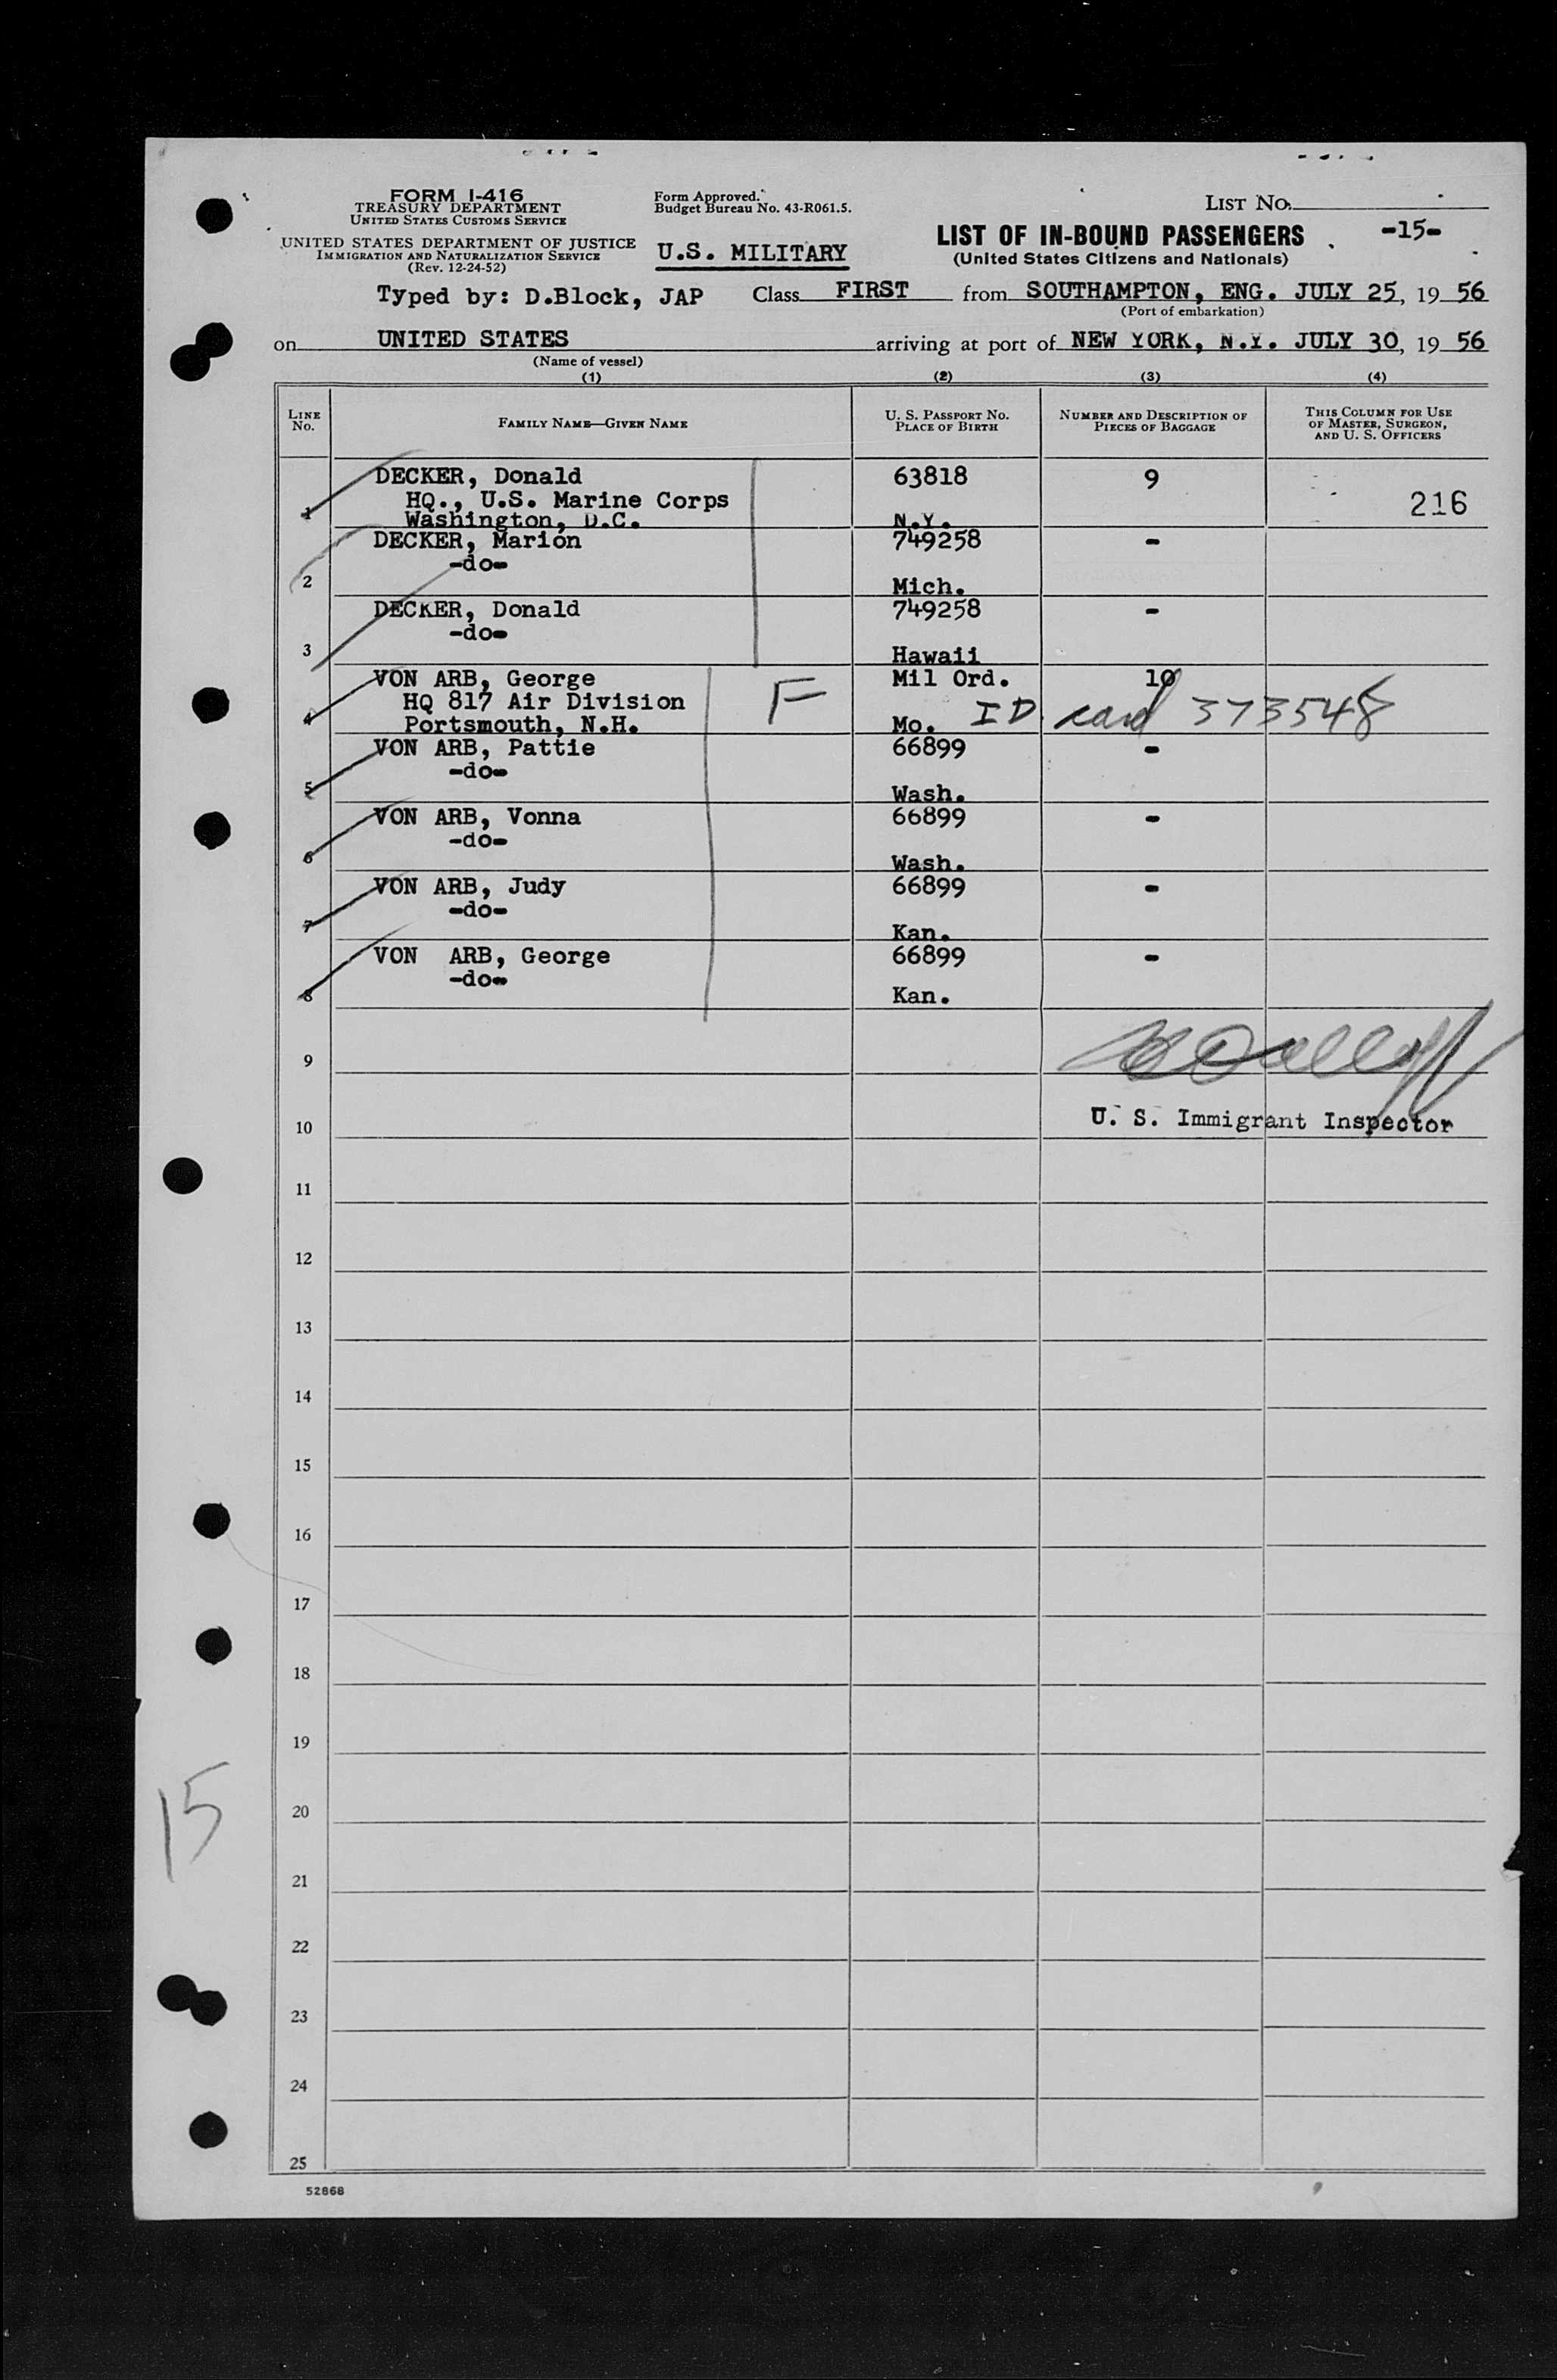 FORM I-416
TREASURY DEPARTMENT
UNITED STATES CUSTOMS SERVICE
UNITED STATES DEPARTMENT OF JUSTICE
IMMIGRATION AND NATURALIZATION SERVICE
(Rev. 12-24-52)
Form Approved.
Budget Bureau No. 43-R061.5.
U.S. MILITARY
LIST NO.
-15-
LIST OF IN-BOUND PASSENGERS
(United States Citizens and Nationals)
Typed by: D.Block, JAP Class FIRST from SOUTHAMPTON, ENG. JULY 25, 19 56
(Port of embarkation)
on UNITED STATES arriving at port of NEW YORK, N.Y. JULY 30, 19 56
(Name of vessel)
(1) (2) (3) (4)
LINE NO. FAMILY NAME—GIVEN NAME U. S. PASSPORT NO. PLACE OF BIRTH NUMBER AND DESCRIPTION OF PIECES OF BAGGAGE THIS COLUMN FOR USE OF MASTER, SURGEON, AND U. S. OFFICERS
DECKER, Donald 63818 9
HQ., U.S. Marine Corps 216
1 Washington, D.C. N.Y.
DECKER, Marion 749258 -
-do-
2 Mich.
DECKER, Donald 749258 -
-do-
3 Hawaii
VON ARB, George Mil Ord. 10
HQ 817 Air Division F
4 Portsmouth, N.H. Mo. ID card 373548
VON ARB, Pattie 66899 -
-do-
5 Wash.
VON ARB, Vonna 66899 -
-do-
6 Wash.
VON ARB, Judy 66899 -
-do-
7 Kan.
VON ARB, George 66899 -
-do-
8 Kan.
9
10 U. S. Immigrant Inspector
11
12
13
14
15
16
17
18
19
15
20
21
22
23
24
25
52868